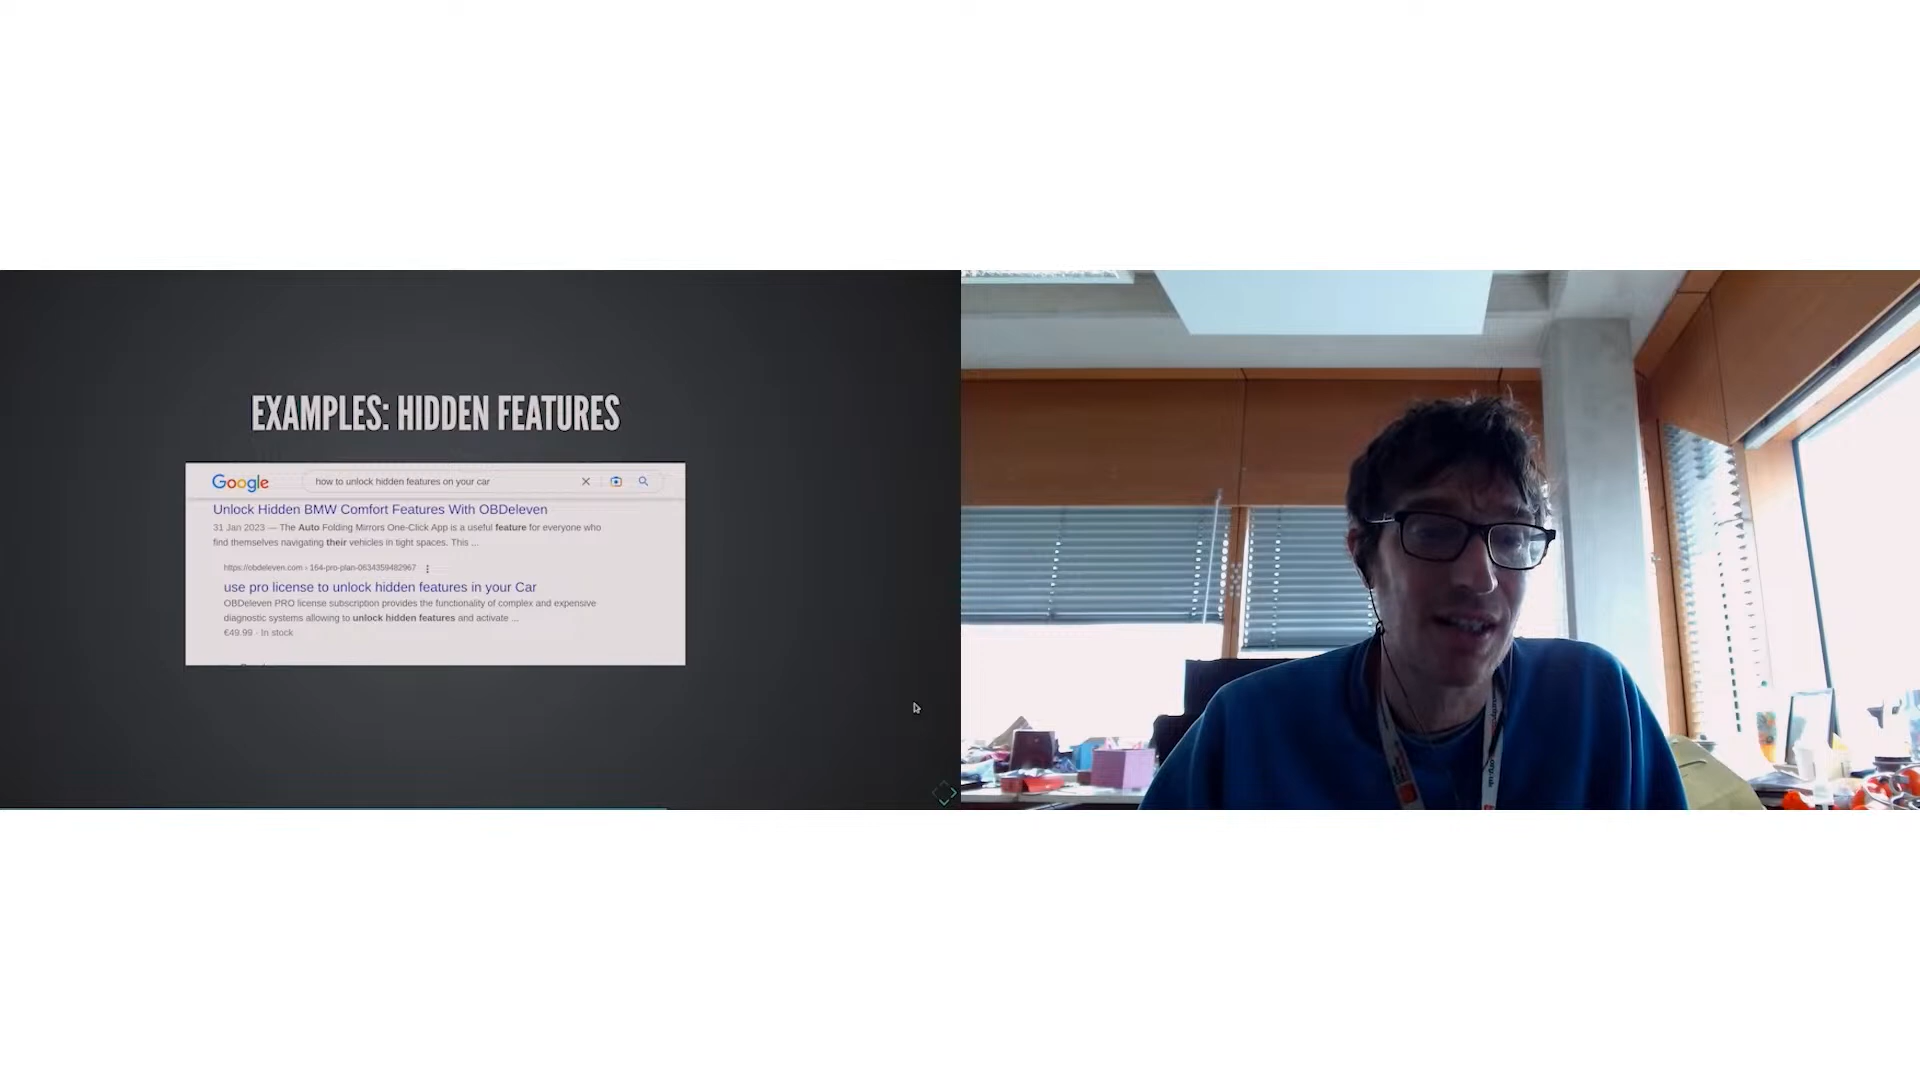 EXAMPLES: HIDDEN FEATURES
Google
how to unlock hidden features on your car
Unlock Hidden BMW Comfort Features With OBDeleven
31 Jan 2023 — The Auto Folding Mirrors One-Click App is a useful feature for everyone who
find themselves navigating their vehicles in tight spaces. This ...
https://obdeleven.com › 164-pro-plan-0634359482967
use pro license to unlock hidden features in your Car
OBDeleven PRO license subscription provides the functionality of complex and expensive
diagnostic systems allowing to unlock hidden features and activate ...
€49.99 · In stock